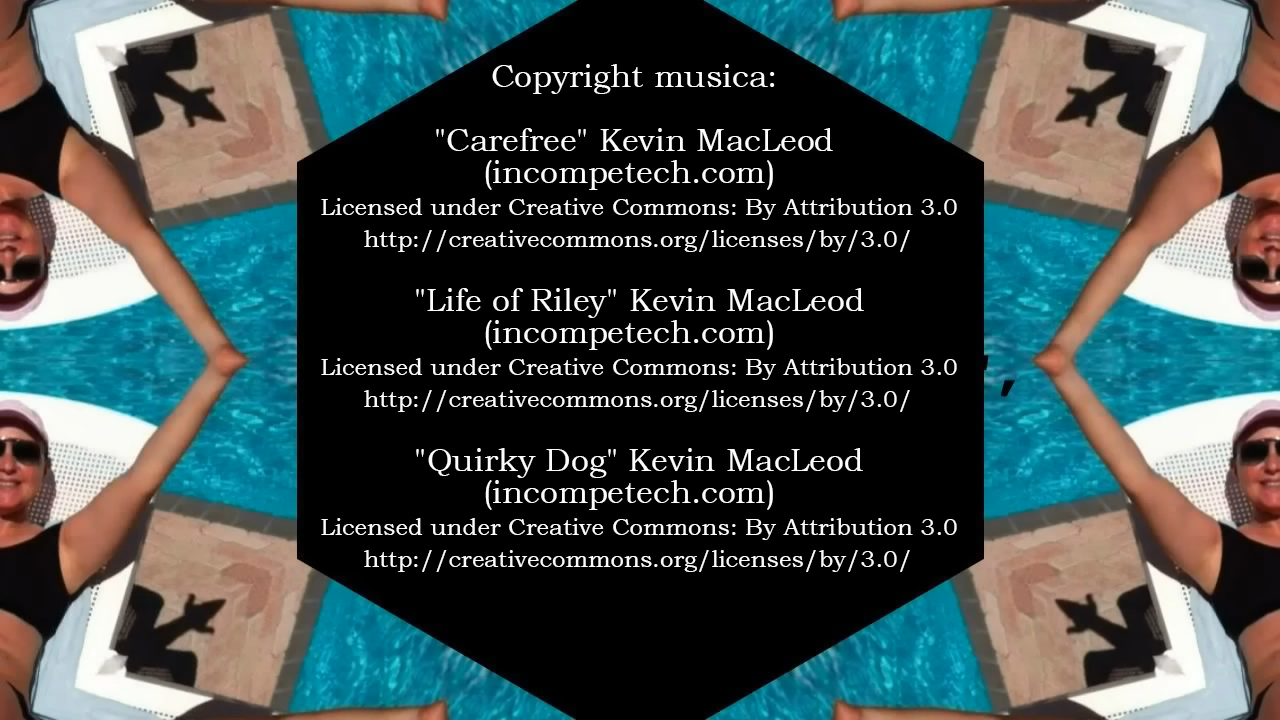 Copyright musica:
"Carefree" Kevin MacLeod
(incompetech.com)
Licensed under Creative Commons: By Attribution 3.0
http://creativecommons.org/licenses/by/3.0/
"Life of Riley" Kevin MacLeod
(incompetech.com)
Licensed under Creative Commons: By Attribution 3.0
http://creativecommons.org/licenses/by/3.0/
"Quirky Dog" Kevin MacLeod
(incompetech.com)
Licensed under Creative Commons: By Attribution 3.0
http://creativecommons.org/licenses/by/3.0/